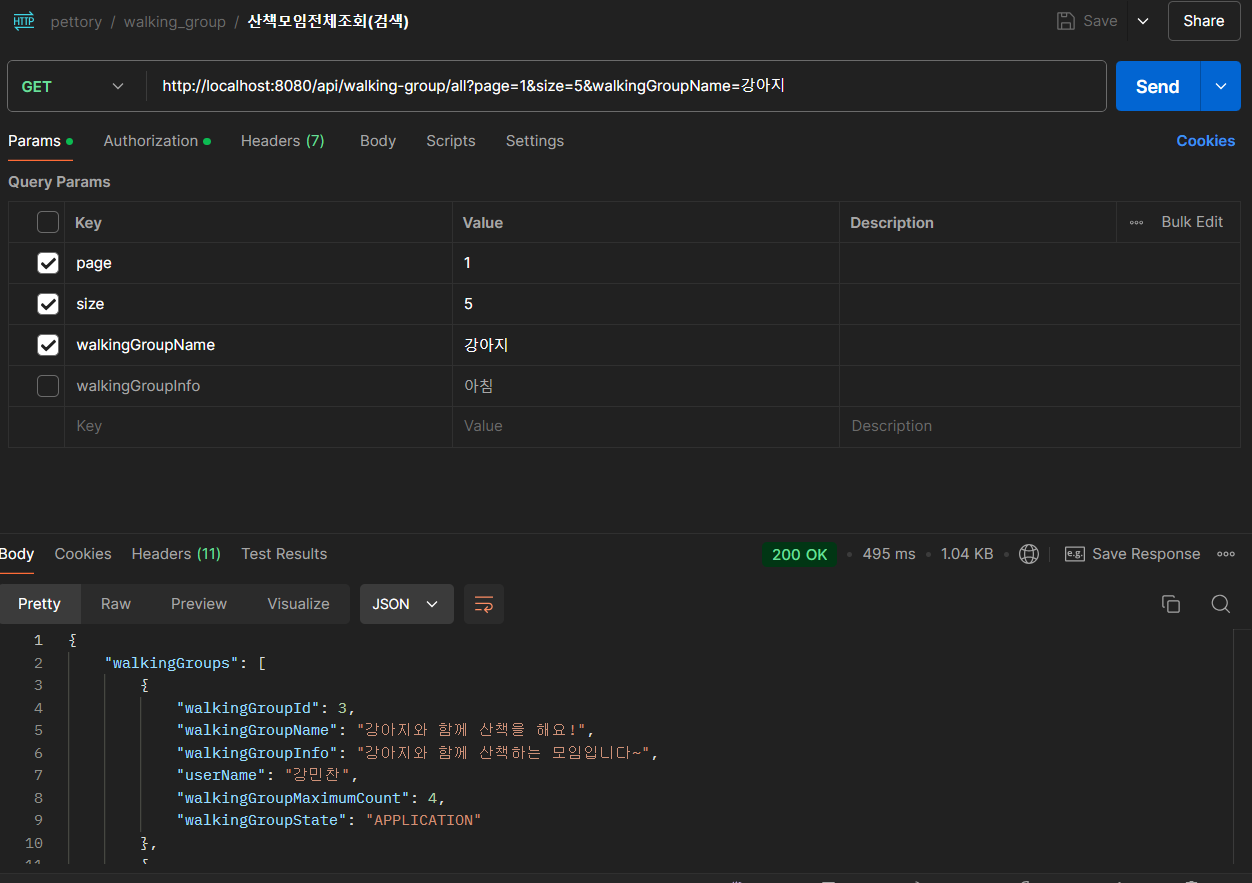 HTTP pettory / walking_group / 산책모임전체조회(검색) Save Share
GET http://localhost:8080/api/walking-group/all?page=1&size=5&walkingGroupName=강아지 Send
Params Authorization Headers (7) Body Scripts Settings Cookies
Query Params
Key Value Description Bulk Edit
page 1
size 5
walkingGroupName 강아지
walkingGroupInfo 아침
Key Value Description
Body Cookies Headers (11) Test Results 200 OK 495 ms 1.04 KB e.g. Save Response
Pretty Raw Preview Visualize JSON
1 {
2 "walkingGroups": [
3 {
4 "walkingGroupId": 3,
5 "walkingGroupName": "강아지와 함께 산책을 해요!",
6 "walkingGroupInfo": "강아지와 함께 산책하는 모임입니다~",
7 "userName": "강민찬",
8 "walkingGroupMaximumCount": 4,
9 "walkingGroupState": "APPLICATION"
10 },
11 {